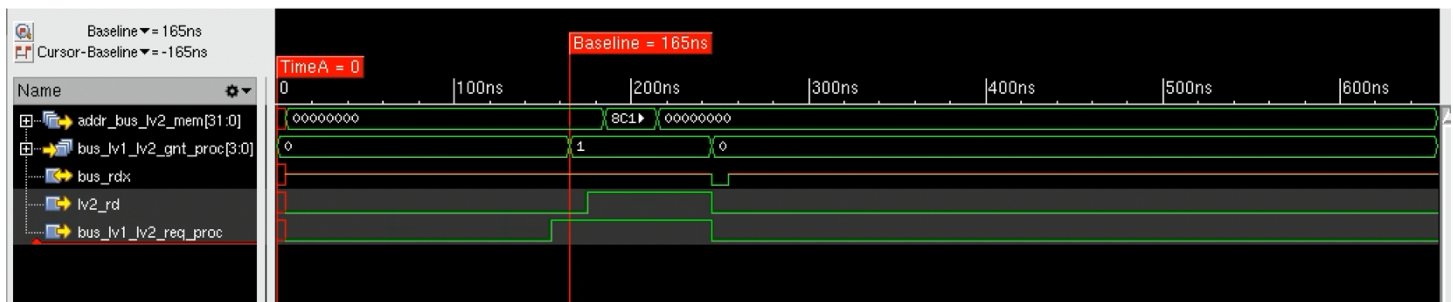 Baseline▼= 165ns
Cursor-Baseline▼= -165ns
Baseline = 165ns
TimeA = 0
Name
0 100ns 200ns 300ns 400ns 500ns 600ns
addr_bus_lv2_mem[31:0] 00000000 8C1 00000000
bus_lv1_lv2_gnt_proc[3:0] 0 1 0
bus_rdx
lv2_rd
bus_lv1_lv2_req_proc